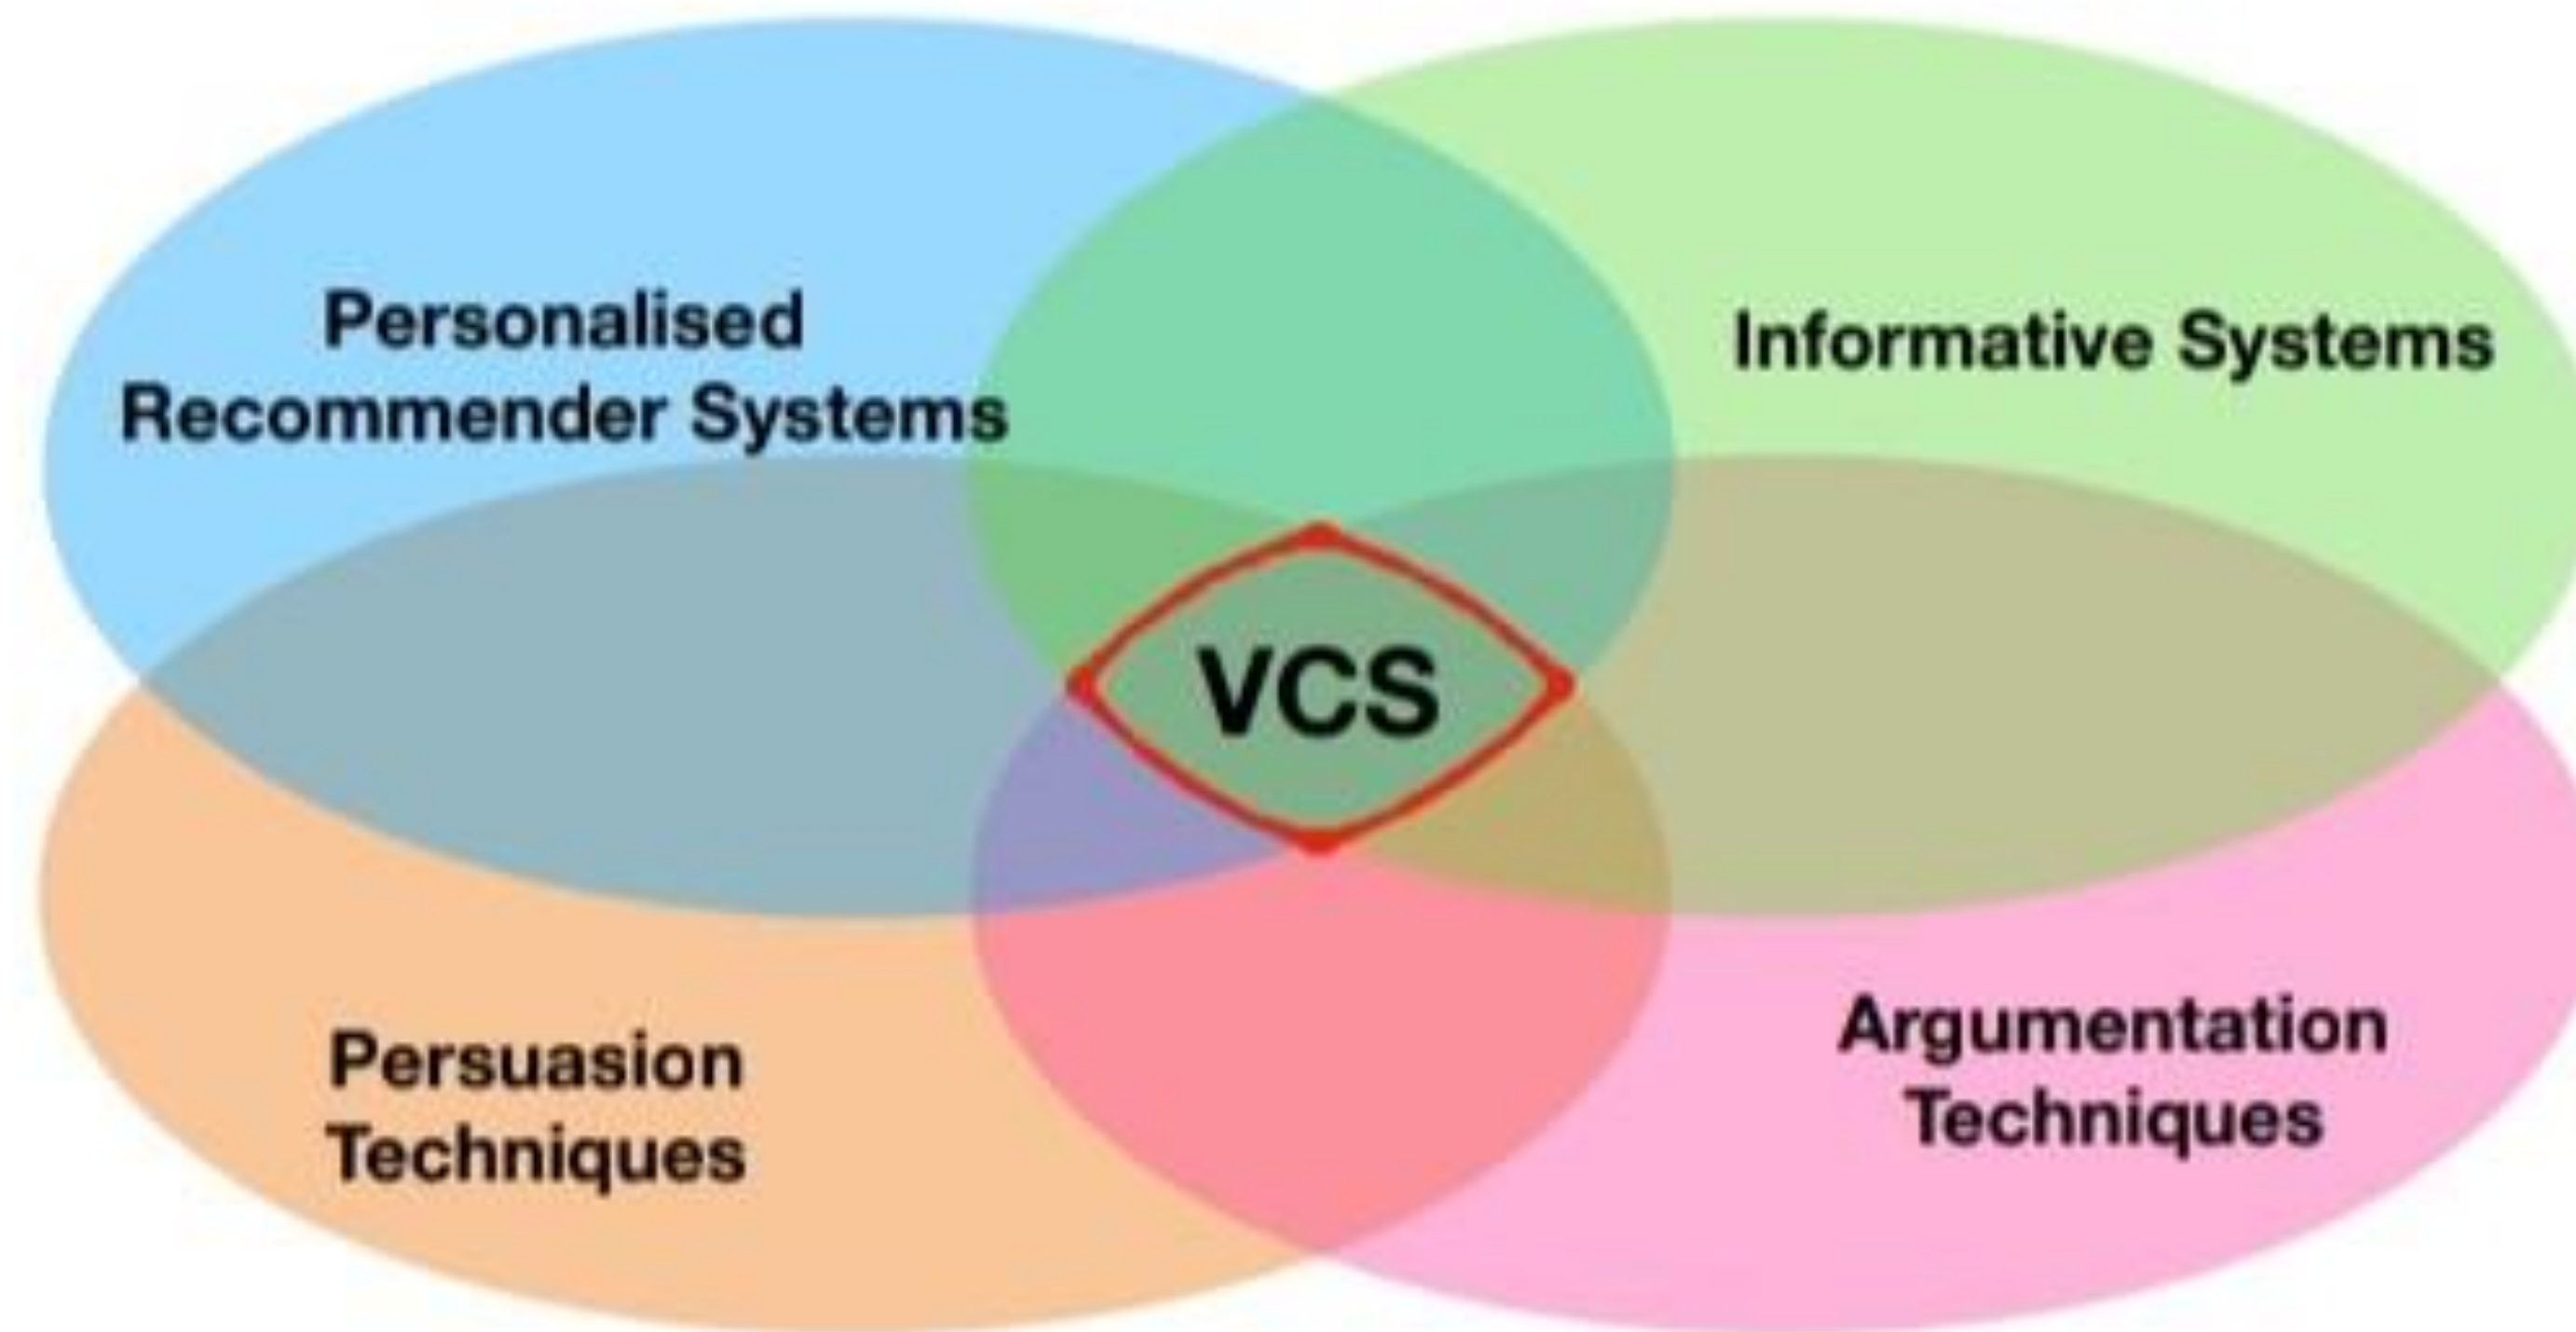 Personalised
Recommender Systems
Informative Systems
VCS
Persuasion
Techniques
Argumentation
Techniques